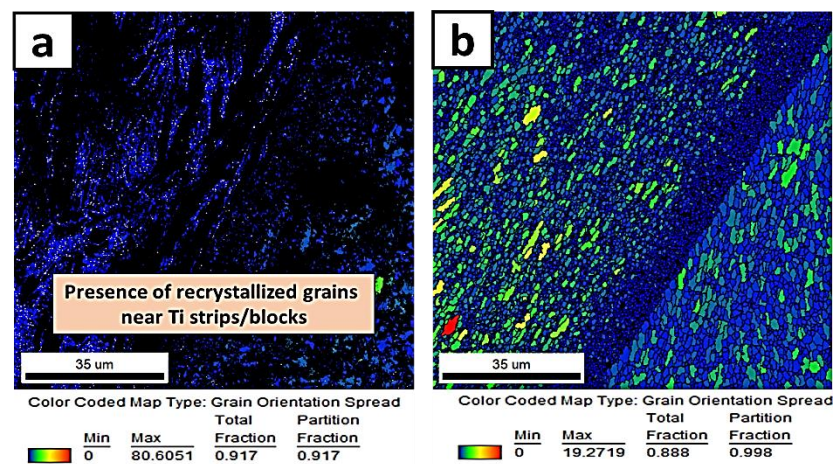 a
b
Presence of recrystallized grains
near Ti strips/blocks
35 um
35 um
Color Coded Map Type: Grain Orientation Spread
Total Partition
Min Max Fraction Fraction
0 80.6051 0.917 0.917
Color Coded Map Type: Grain Orientation Spread
Total Partition
Min Max Fraction Fraction
0 19.2719 0.888 0.998